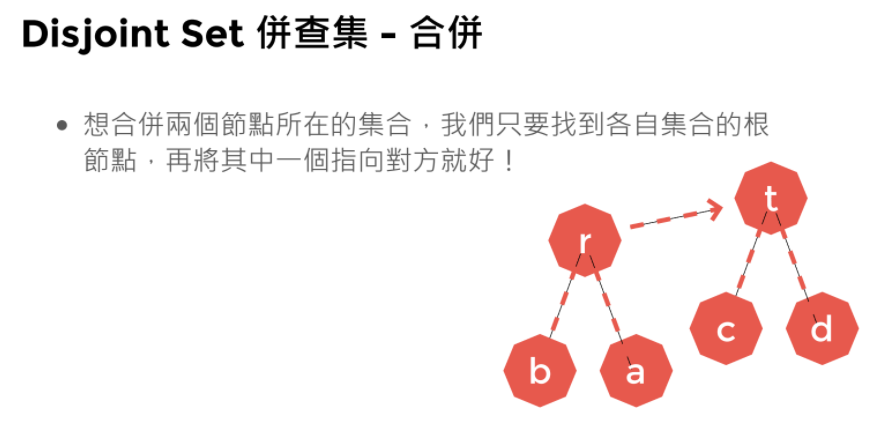 Disjoint Set 併查集 - 合併
• 想合併兩個節點所在的集合，我們只要找到各自集合的根
節點，再將其中一個指向對方就好！
t
r
c
d
b
a